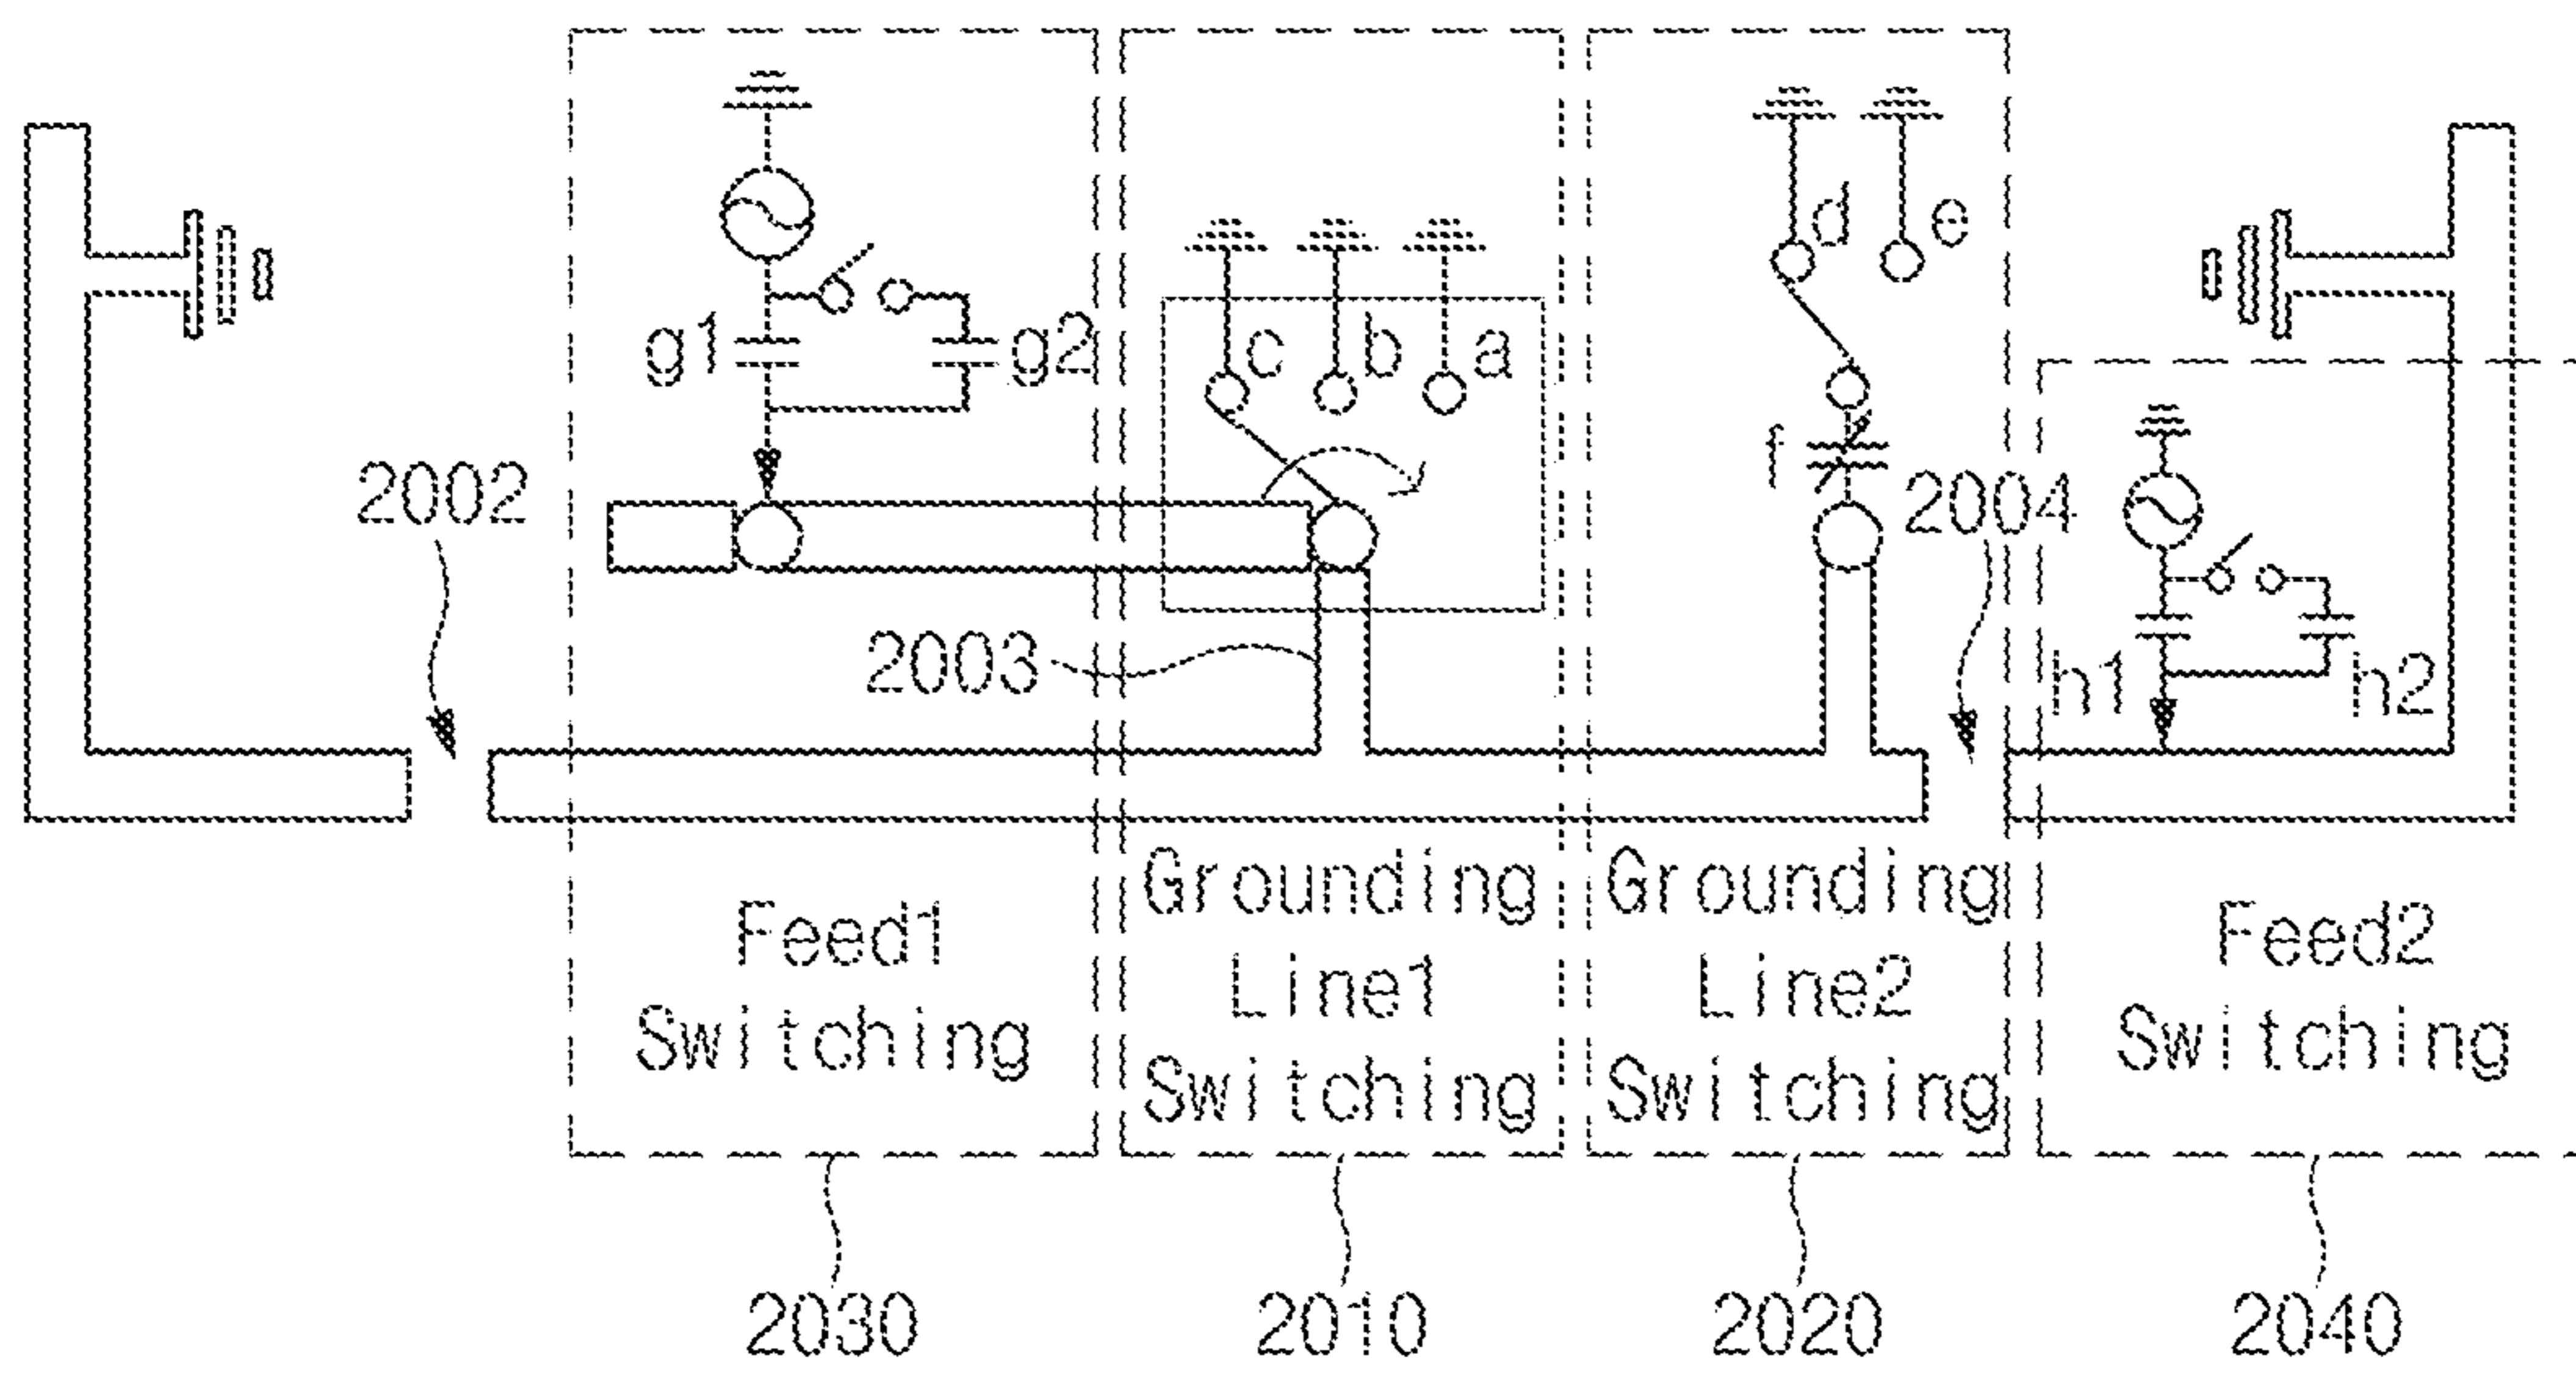 d e
g1 g2 c b a
f
2002 2004
2003 h1 h2
Feed1
Switching
Grounding
Line1
Switching
Grounding
Line2
Switching
Feed2
Switching
2030 2010 2020 2040